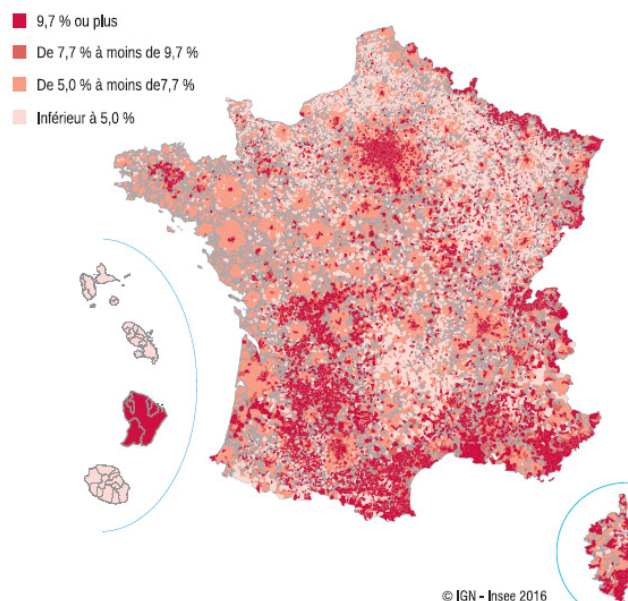 9,7 % ou plus
De 7,7 % à moins de 9,7 %
De 5,0 % à moins de7,7 %
Inférieur à 5,0 %
© IGN - Insee 2016